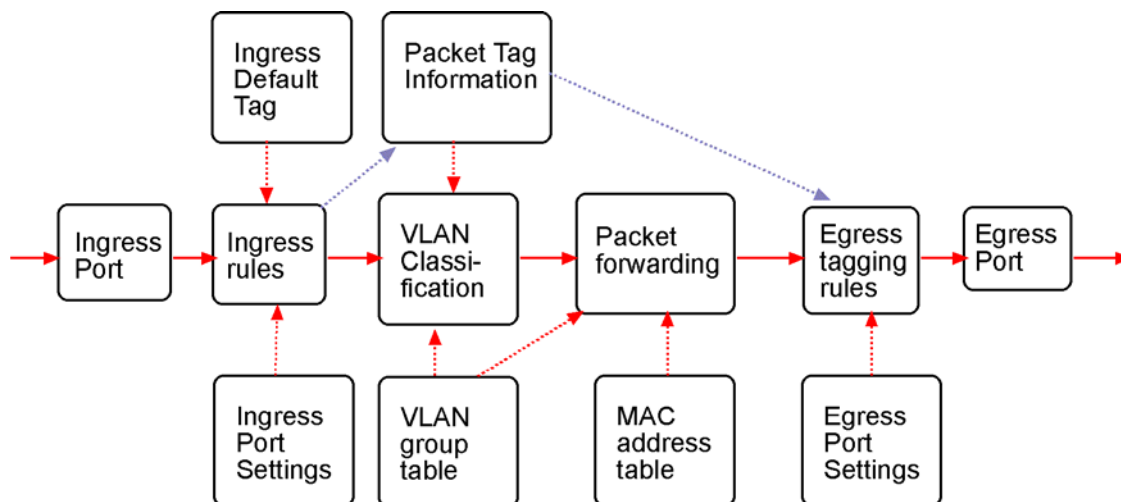 Ingress
Default
Tag
Packet Tag
Information
Ingress
Port
Ingress
rules
VLAN
Classi-
fication
Packet
forwarding
Egress
tagging
rules
Egress
Port
Ingress
Port
Settings
VLAN
group
table
MAC
address
table
Egress
Port
Settings